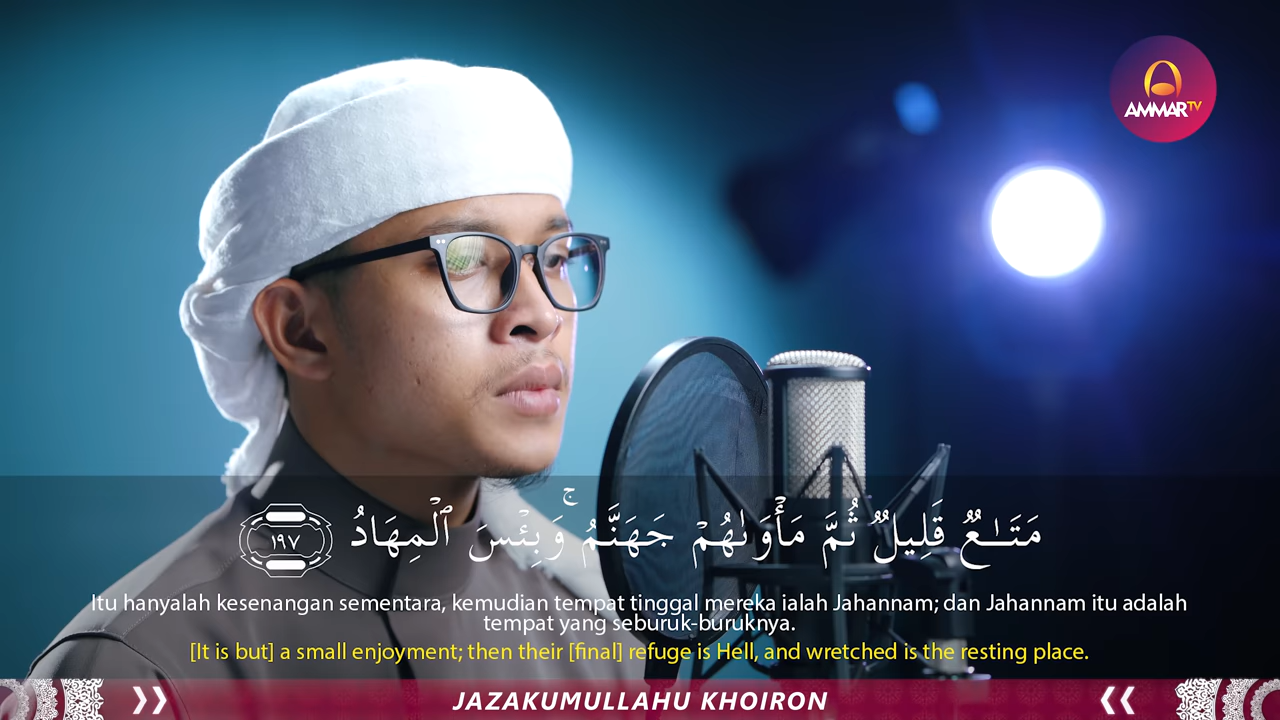 AMMARTV
مَتَـٰعٌ قَلِيلٌ ثُمَّ مَأْوَىٰهُمْ جَهَنَّمُ ۚ وَبِئْسَ ٱلْمِهَادُ ١٩٧
Itu hanyalah kesenangan sementara, kemudian tempat tinggal mereka ialah Jahannam; dan Jahannam itu adalah
tempat yang seburuk-buruknya.
[It is but] a small enjoyment; then their [final] refuge is Hell, and wretched is the resting place.
JAZAKUMULLAHU KHOIRON